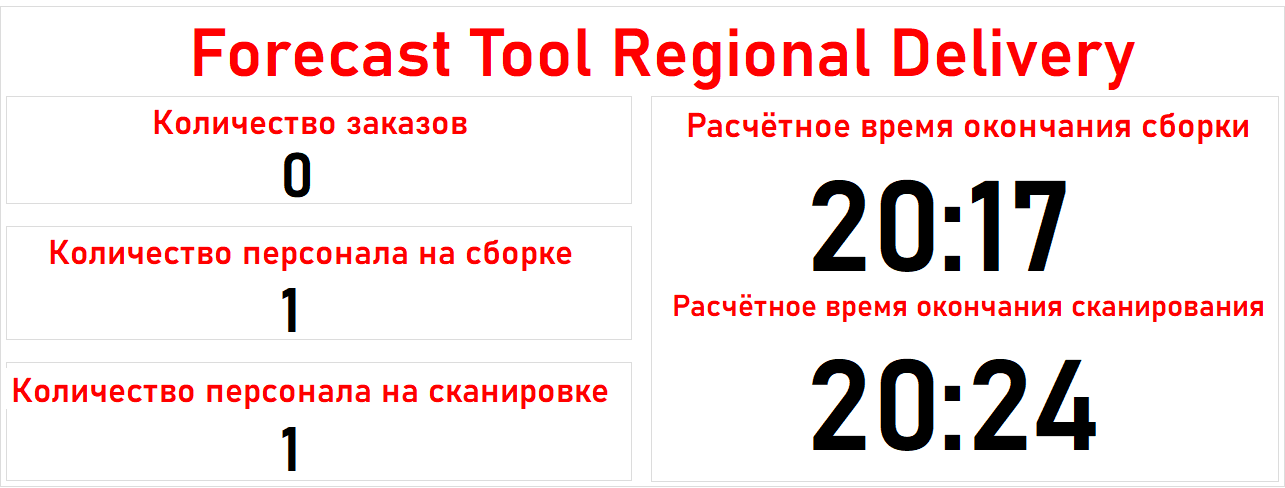 Forecast Tool Regional Delivery
Количество заказов
0
Количество персонала на сборке
1
Количество персонала на сканировке
1
Расчётное время окончания сборки
20:17
Расчётное время окончания сканирования
20:24